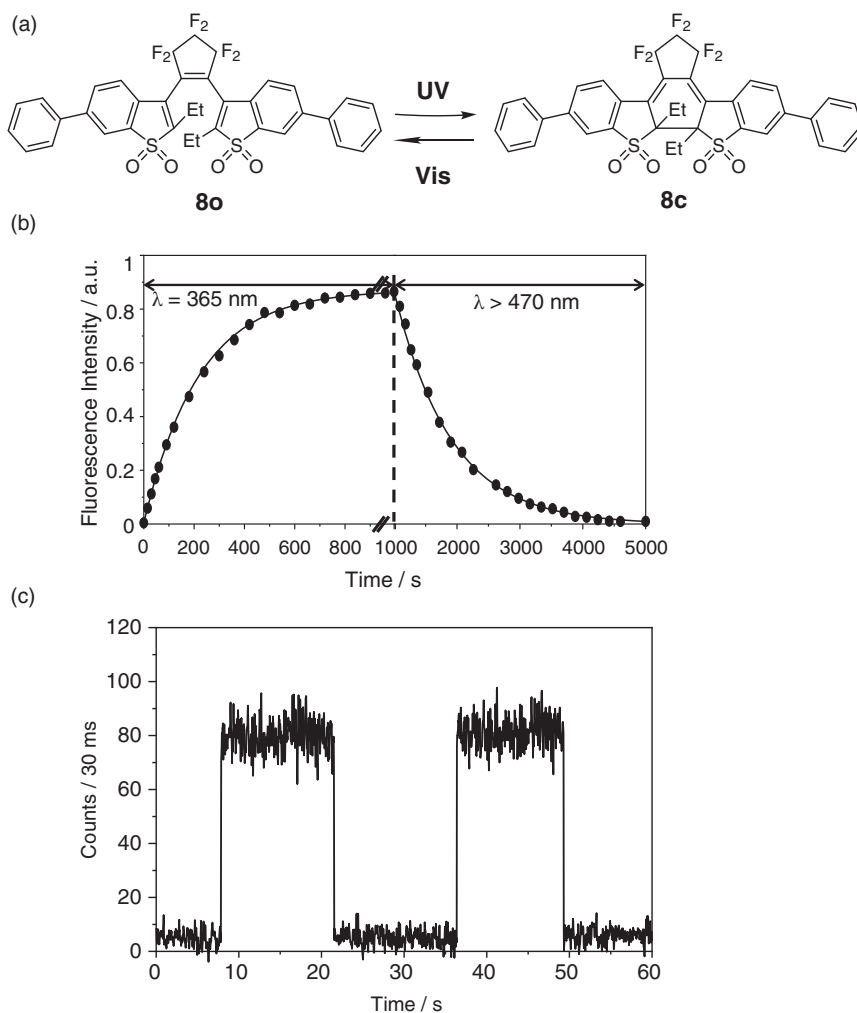 (a)
F2
F2 F2
Et
Et
S S
O O O O
8o
UV
Vis
F2
F2 F2
Et
Et
S S
O O O O
8c
(b)
1
0.8
0.6
0.4
0.2
0
Fluorescence Intensity / a.u.
λ = 365 nm
λ > 470 nm
0 200 400 600 800 1000 2000 3000 4000 5000
Time / s
(c)
120
100
80
60
40
20
0
Counts / 30 ms
0 10 20 30 40 50 60
Time / s